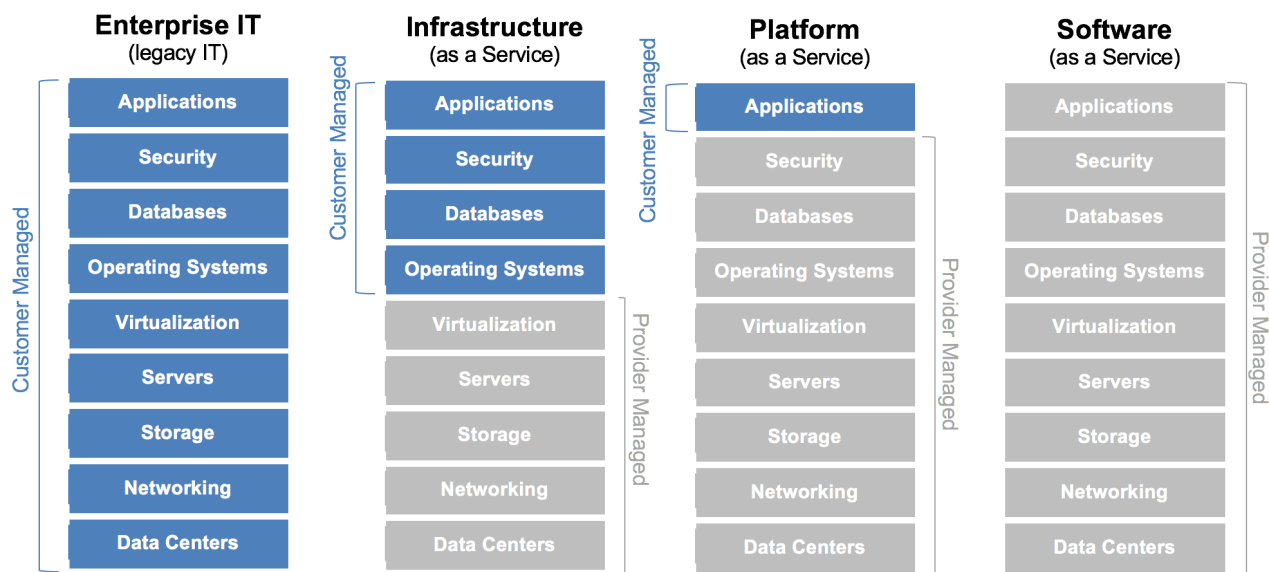 Enterprise IT
(legacy IT)
Customer Managed
Applications
Security
Databases
Operating Systems
Virtualization
Servers
Storage
Networking
Data Centers
Infrastructure
(as a Service)
Customer Managed
Applications
Security
Databases
Operating Systems
Virtualization
Servers
Storage
Networking
Data Centers
Provider Managed
Platform
(as a Service)
Customer Managed
Applications
Security
Databases
Operating Systems
Virtualization
Servers
Storage
Networking
Data Centers
Provider Managed
Software
(as a Service)
Applications
Security
Databases
Operating Systems
Virtualization
Servers
Storage
Networking
Data Centers
Provider Managed